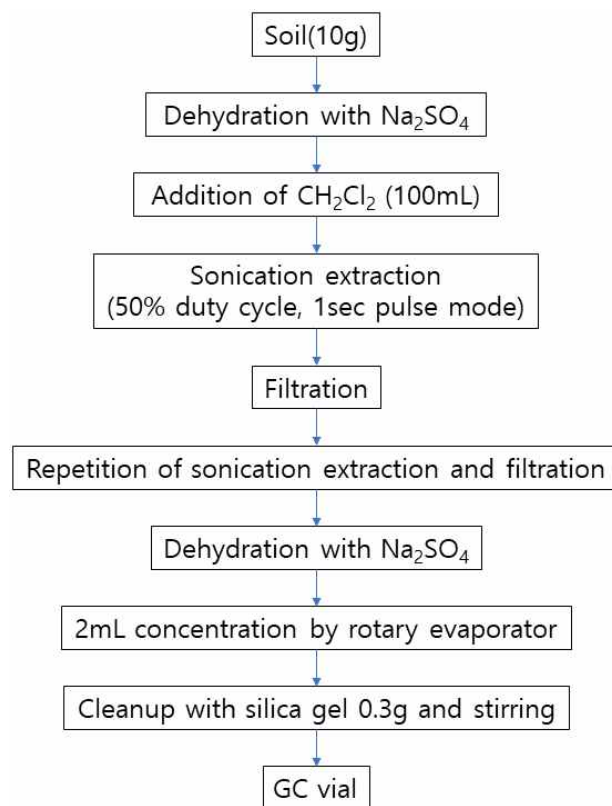 Soil(10g)
Dehydration with Na₂SO₄
Addition of CH₂Cl₂ (100mL)
Sonication extraction
(50% duty cycle, 1sec pulse mode)
Filtration
Repetition of sonication extraction and filtration
Dehydration with Na₂SO₄
2mL concentration by rotary evaporator
Cleanup with silica gel 0.3g and stirring
GC vial